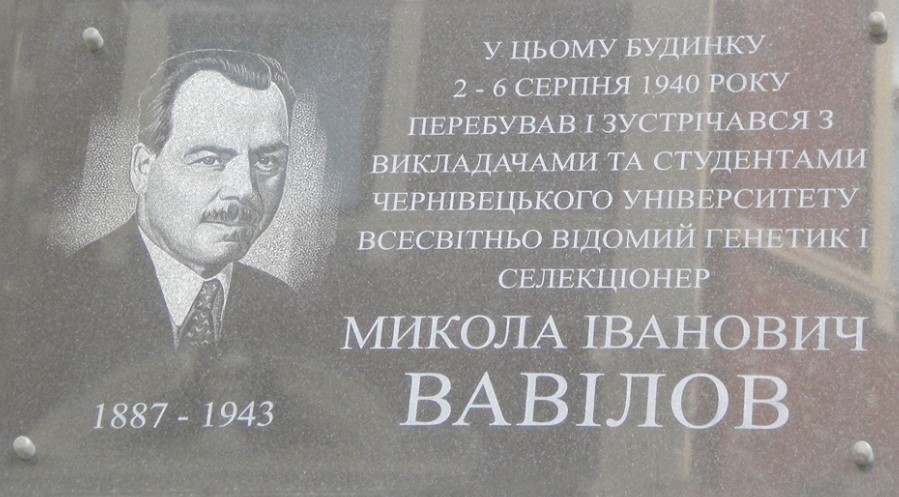 У ЦЬОМУ БУДИНКУ
2 - 6 СЕРПНЯ 1940 РОКУ
ПЕРЕБУВАВ І ЗУСТРІЧАВСЯ З
ВИКЛАДАЧАМИ ТА СТУДЕНТАМИ
ЧЕРНІВЕЦЬКОГО УНІВЕРСИТЕТУ
ВСЕСВІТНЬО ВІДОМИЙ ГЕНЕТИК І
СЕЛЕКЦІОНЕР
МИКОЛА ІВАНОВИЧ
ВАВІЛОВ
1887 - 1943